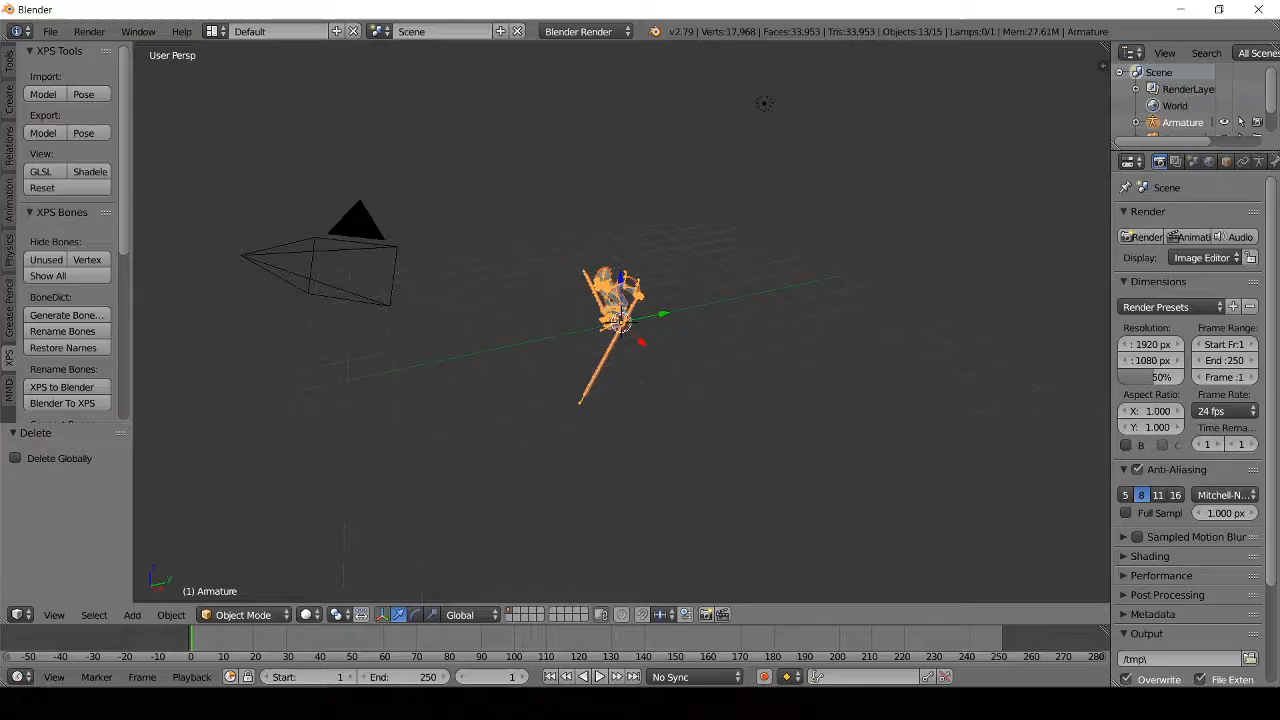 Blender
File Render Window Help Default Scene Blender Render v2.79 | Verts:17,968 | Faces:33,953 | Tris:33,953 | Objects:13/15 | Lamps:0/1 | Mem:27.61M | Armature
XPS Tools
Import:
Model Pose
Export:
Model Pose
View:
GLSL Shadele
Reset
XPS Bones
Hide Bones:
Unused Vertex
Show All
BoneDict:
Generate Bone...
Rename Bones
Restore Names
Rename Bones:
XPS to Blender
Blender To XPS
Tools
Create
Relations
Animation
Physics
Grease Pencil
XPS
MMD
Delete
Delete Globally
User Persp
(1) Armature
View Select Add Object Object Mode Global
View Search All Scenes
Scene
RenderLaye
World
Armature
Scene
Render
Render Animati Audio
Display: Image Editor
Dimensions
Render Presets
Resolution: Frame Range:
: 1920 px Start Fr:1
: 1080 px End :250
50% Frame :1
Aspect Ratio: Frame Rate:
X: 1.000 24 fps
Y: 1.000 Time Rema...
B C 1 1
Anti-Aliasing
5 8 11 16 Mitchell-N...
Full Sampl 1.000 px
Sampled Motion Blur
Shading
Performance
Post Processing
Metadata
Output
/tmp\
Overwrite File Exten
-50 -40 -30 -20 -10 0 10 20 30 40 50 60 70 80 90 100 110 120 130 140 150 160 170 180 190 200 210 220 230 240 250 260 270 280
View Marker Frame Playback Start: 1 End: 250 1 No Sync